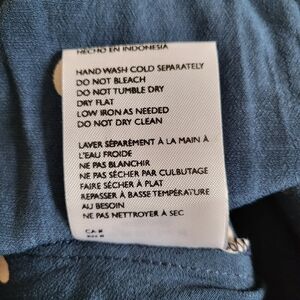 HECHO EN INDONESIA
HAND WASH COLD SEPARATELY
DO NOT BLEACH
DO NOT TUMBLE DRY
DRY FLAT
LOW IRON AS NEEDED
DO NOT DRY CLEAN
LAVER SÉPARÉMENT À LA MAIN À
L'EAU FROIDE
NE PAS BLANCHIR
NE PAS SÉCHER PAR CULBUTAGE
FAIRE SÉCHER À PLAT
REPASSER À BASSE TEMPÉRATURE
AU BESOIN
NE PAS NETTOYER À SEC